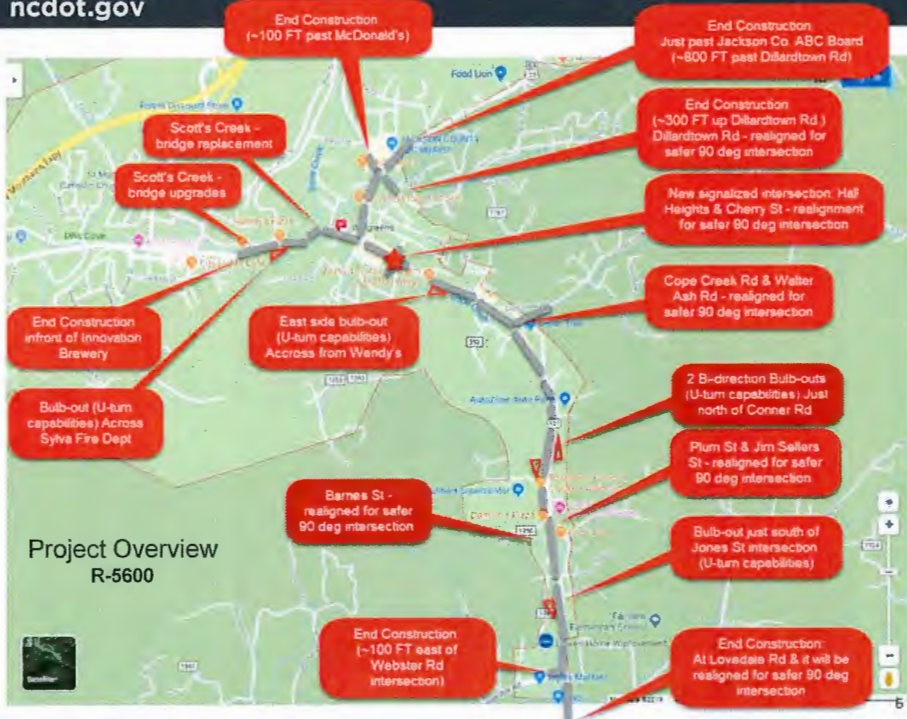 ncdot.gov
End Construction
(~100 FT past McDonald's)
End Construction
Just past Jackson Co. ABC Board
(~800 FT past Dillardtown Rd)
Food Lion
Scott's Creek -
bridge replacement
End Construction
(~300 FT up Dillardtown Rd.)
Dillardtown Rd - realigned for
safer 90 deg intersection
Scott's Creek -
bridge upgrades
New signalized intersection: Hall
Heights & Cherry St - realignment
for safer 90 deg intersection
Cope Creek Rd & Walter
Ash Rd - realigned for
safer 90 deg intersection
End Construction
infront of Innovation
Brewery
East side bulb-out
(U-turn capabilities)
Accross from Wendy's
Bulb-out (U-turn
capabilities) Across
Sylva Fire Dept
2 B-direction Bulb-outs
(U-turn capabilities) Just
north of Conner Rd
AutoZone Auto Parts
Plum St & Jim Sellers
St - realigned for safer
90 deg intersection
Barnes St -
realigned for safer
90 deg intersection
Bulb-out just south of
Jones St intersection
(U-turn capabilities)
Project Overview
R-5600
End Construction
(~100 FT east of
Webster Rd
intersection)
End Construction:
At Lovedale Rd & it will be
realigned for safer 90 deg
intersection
Satellite
5